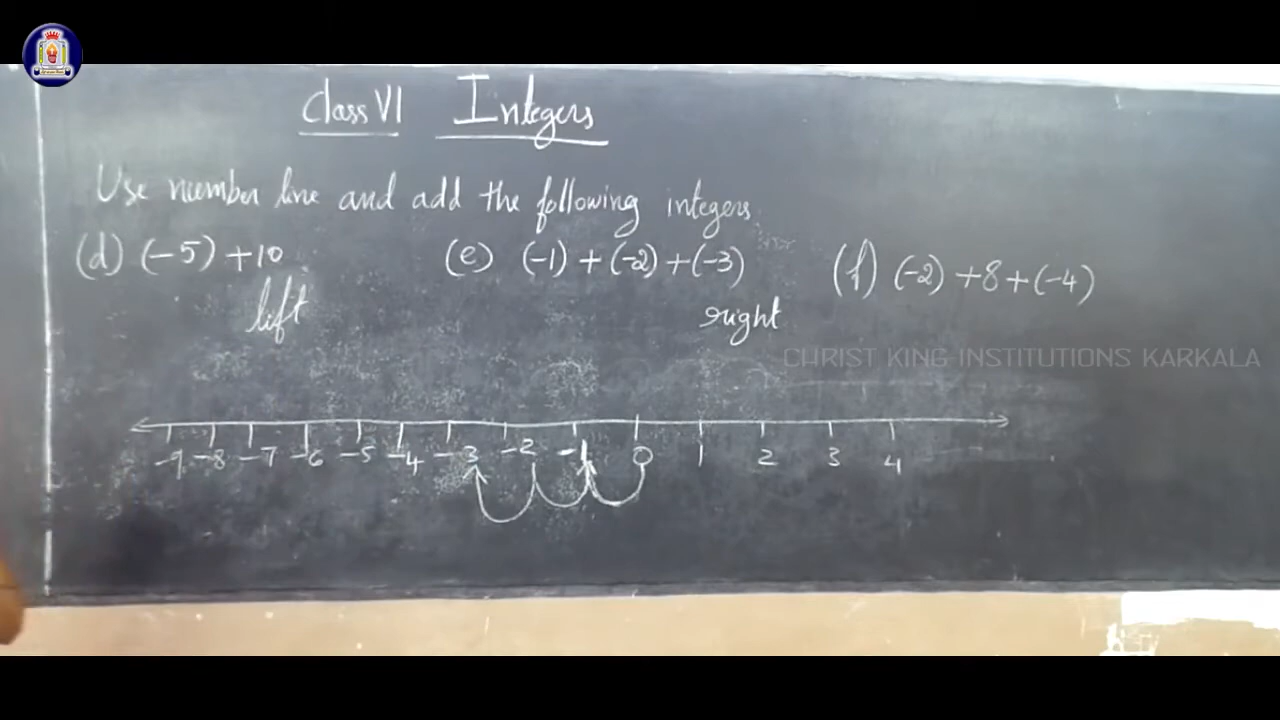 Class VI Integers
Use number line and add the following integers.
(d) (-5) +10 (e) (-1) + (-2) + (-3) (f) (-2) +8+(-4)
lift right
CHRIST KING INSTITUTIONS KARKALA
-9 -8 -7 -6 -5 -4 -3 -2 -1 0 1 2 3 4